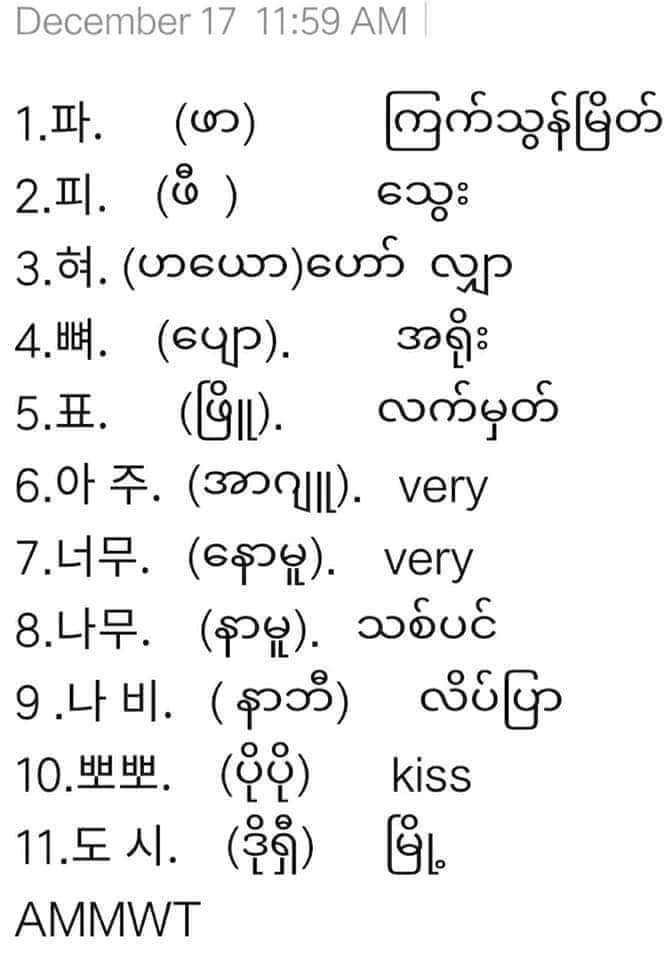 December 17 11:59 AM
1.파. (ဖာ) ကြက်သွန်မြိတ်
2.피. (ဖီ ) သွေး
3.혀. (ဟယော)ဟော် လျှာ
4.뼈. (ပျော). အရိုး
5.표. (ဖြိူ). လက်မှတ်
6.아 주. (အာဂျူ). very
7.너무. (နောမူ). very
8.나무. (နာမူ). သစ်ပင်
9 .나 비. ( နာဘီ) လိပ်ပြာ
10.뽀뽀. (ပိုပို) kiss
11.도 시. (ဒိုရှီ) မြို့
AMMWT